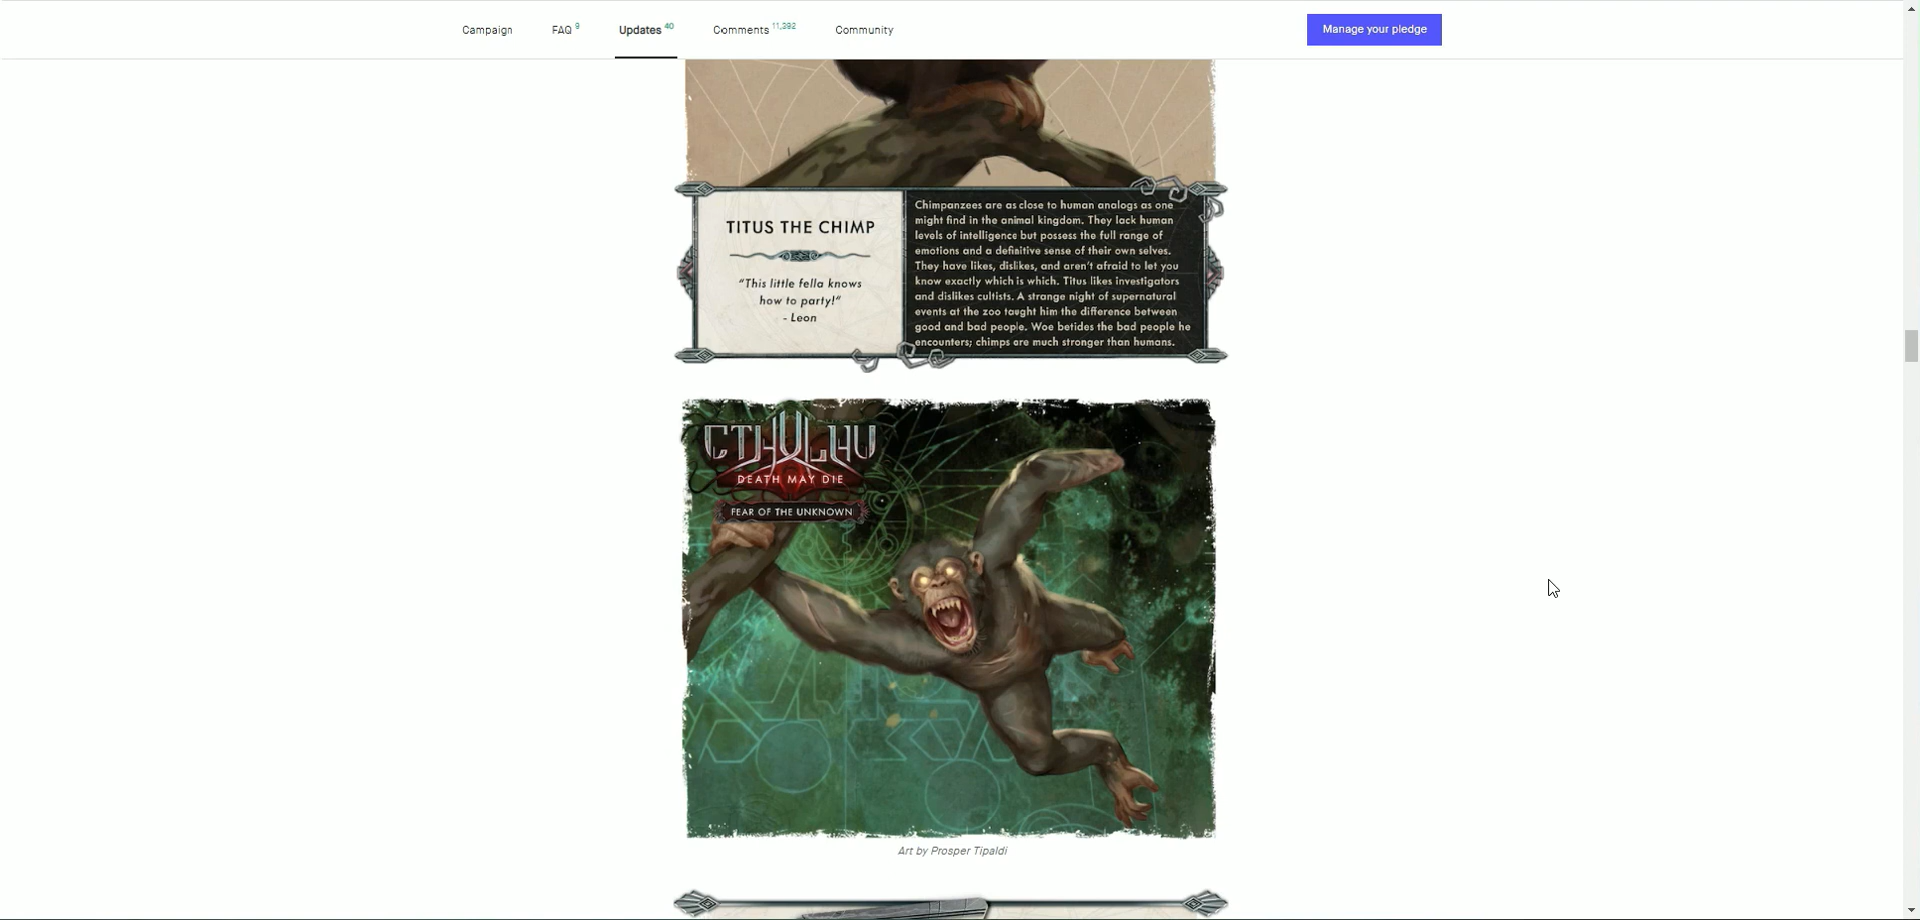 Campaign FAQ 9 Updates 40 Comments 11,392 Community Manage your pledge
TITUS THE CHIMP
“This little fella knows
how to party!“
- Leon
Chimpanzees are as close to human analogs as one
might find in the animal kingdom. They lack human
levels of intelligence but possess the full range of
emotions and a definitive sense of their own selves.
They have likes, dislikes, and aren't afraid to let you
know exactly which is which. Titus likes investigators
and dislikes cultists. A strange night of supernatural
events at the zoo taught him the difference between
good and bad people. Woe betides the bad people he
encounters; chimps are much stronger than humans.
CTHULHU
DEATH MAY DIE
FEAR OF THE UNKNOWN
Art by Prosper Tipaldi